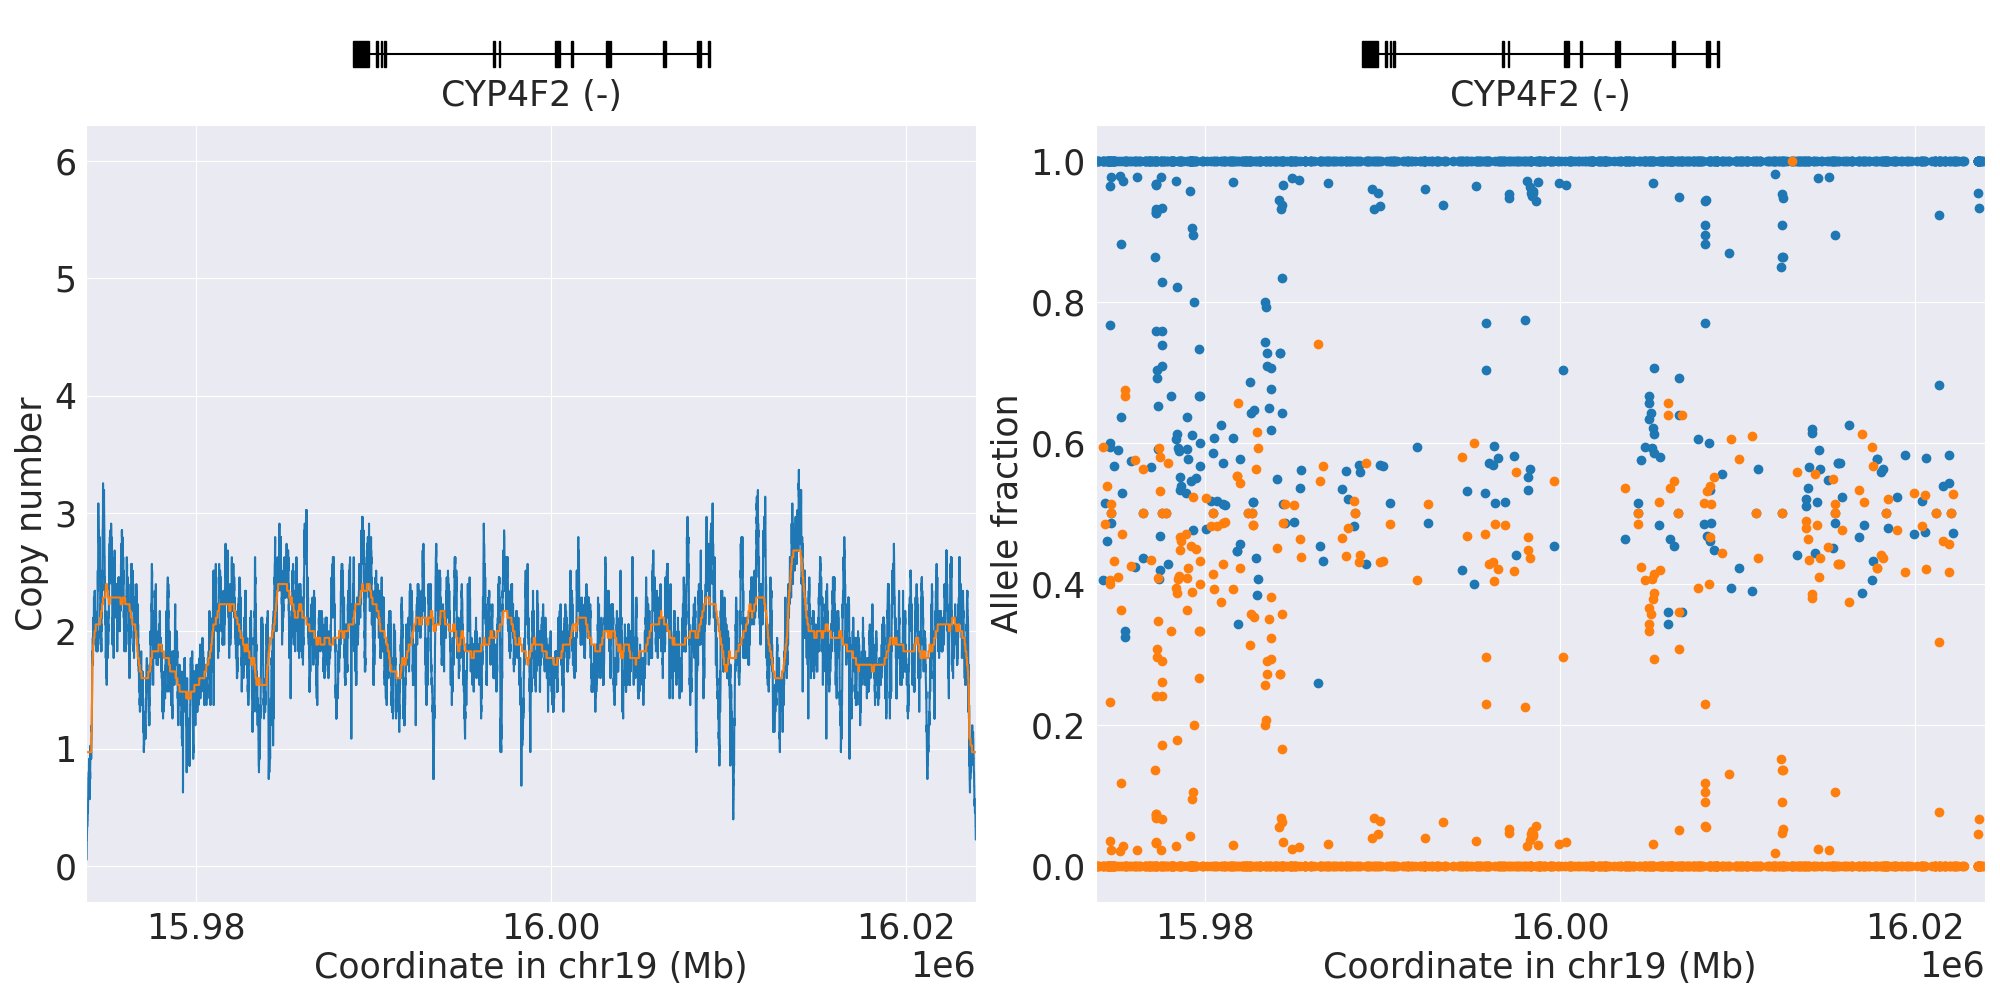 CYP4F2 (-)
6
5
4
3
2
1
0
Copy number
15.98
16.00
16.02
Coordinate in chr19 (Mb)
1e6
CYP4F2 (-)
1.0
0.8
0.6
0.4
0.2
0.0
Allele fraction
15.98
16.00
16.02
Coordinate in chr19 (Mb)
1e6